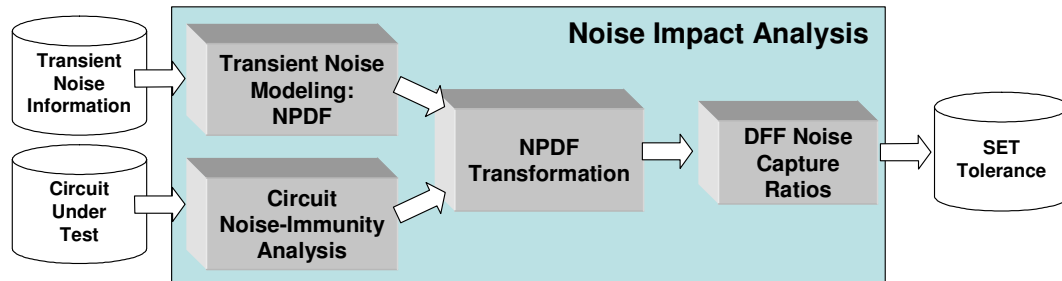 Noise Impact Analysis
Transient
Noise
Information
Transient Noise
Modeling:
NPDF
Circuit
Under
Test
Circuit
Noise-Immunity
Analysis
NPDF
Transformation
DFF Noise
Capture
Ratios
SET
Tolerance